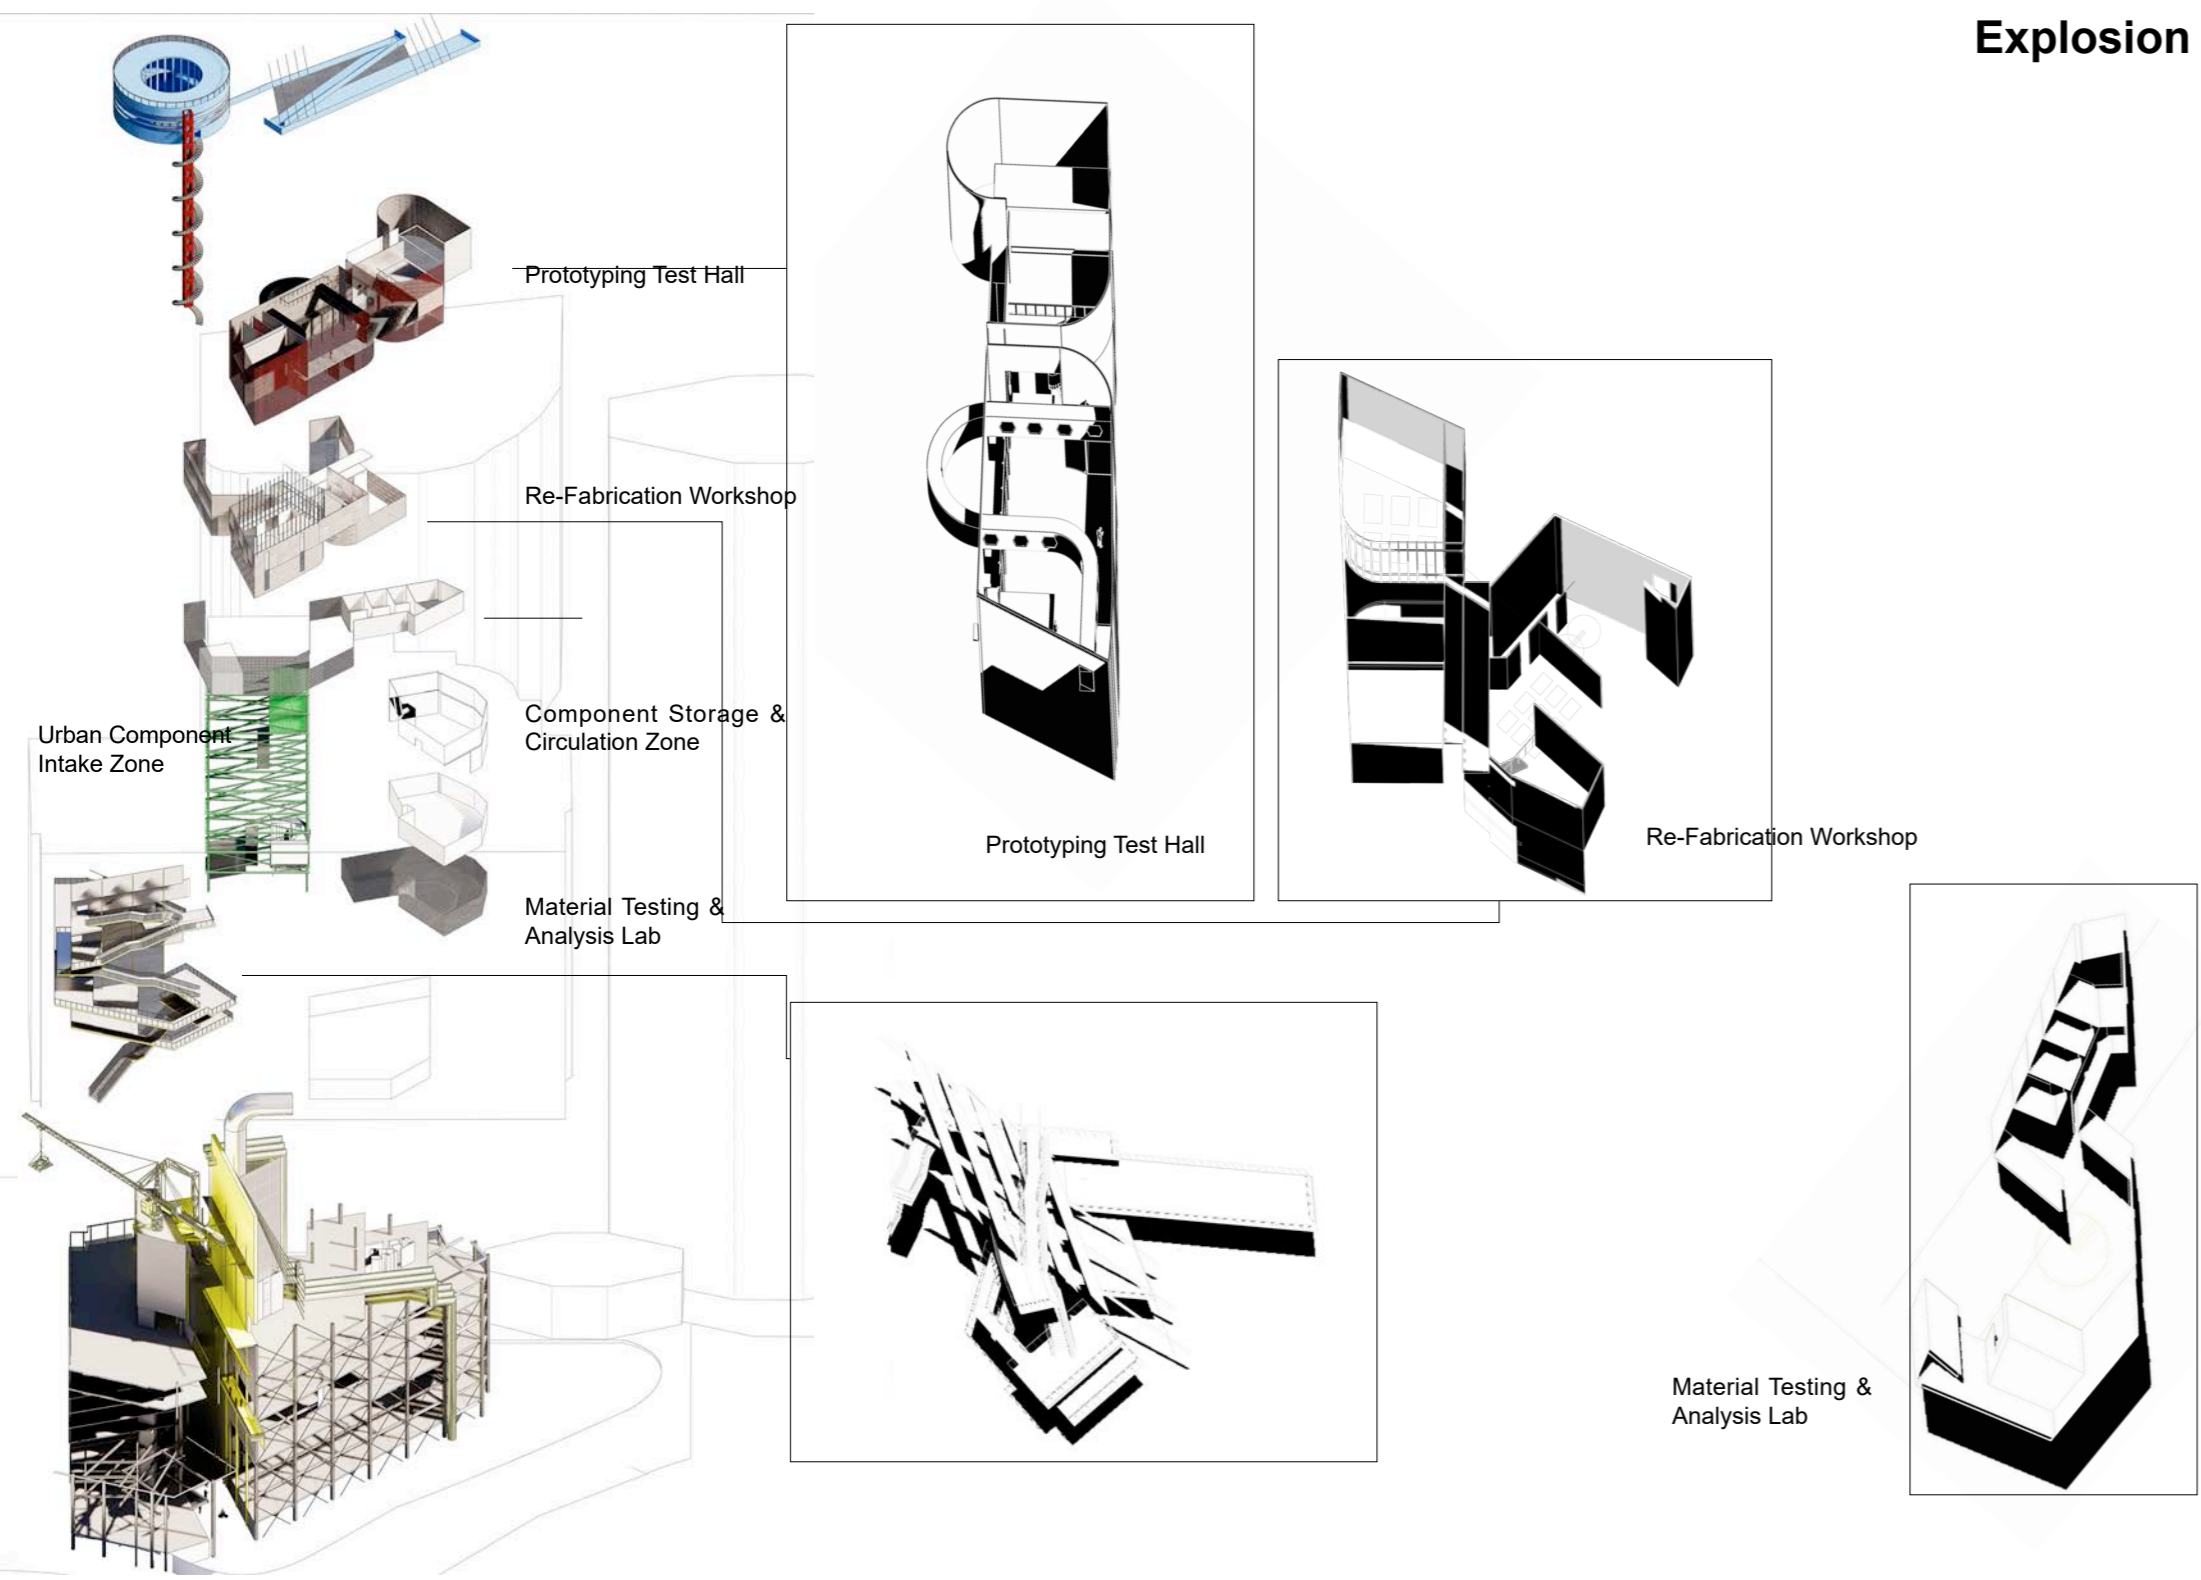 Explosion
Prototyping Test Hall
Re-Fabrication Workshop
Urban Component
Intake Zone
Component Storage &
Circulation Zone
Material Testing &
Analysis Lab
Prototyping Test Hall
Re-Fabrication Workshop
Material Testing &
Analysis Lab